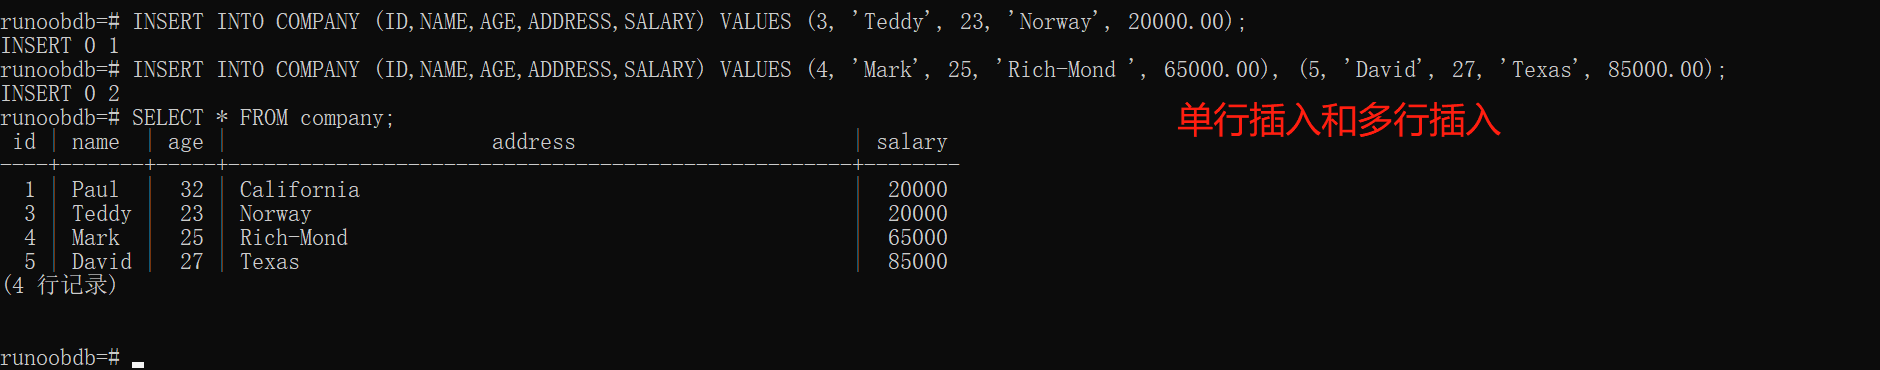 runoobdb=# INSERT INTO COMPANY (ID,NAME,AGE,ADDRESS,SALARY) VALUES (3, 'Teddy', 23, 'Norway', 20000.00);
INSERT 0 1
runoobdb=# INSERT INTO COMPANY (ID,NAME,AGE,ADDRESS,SALARY) VALUES (4, 'Mark', 25, 'Rich-Mond ', 65000.00), (5, 'David', 27, 'Texas', 85000.00);
INSERT 0 2
runoobdb=# SELECT * FROM company;
单行插入和多行插入
 id | name  | age |                      address                       | salary
----+-------+-----+----------------------------------------------------+--------
  1 | Paul  |  32 | California                                         |  20000
  3 | Teddy |  23 | Norway                                             |  20000
  4 | Mark  |  25 | Rich-Mond                                          |  65000
  5 | David |  27 | Texas                                              |  85000
(4 行记录)
runoobdb=#